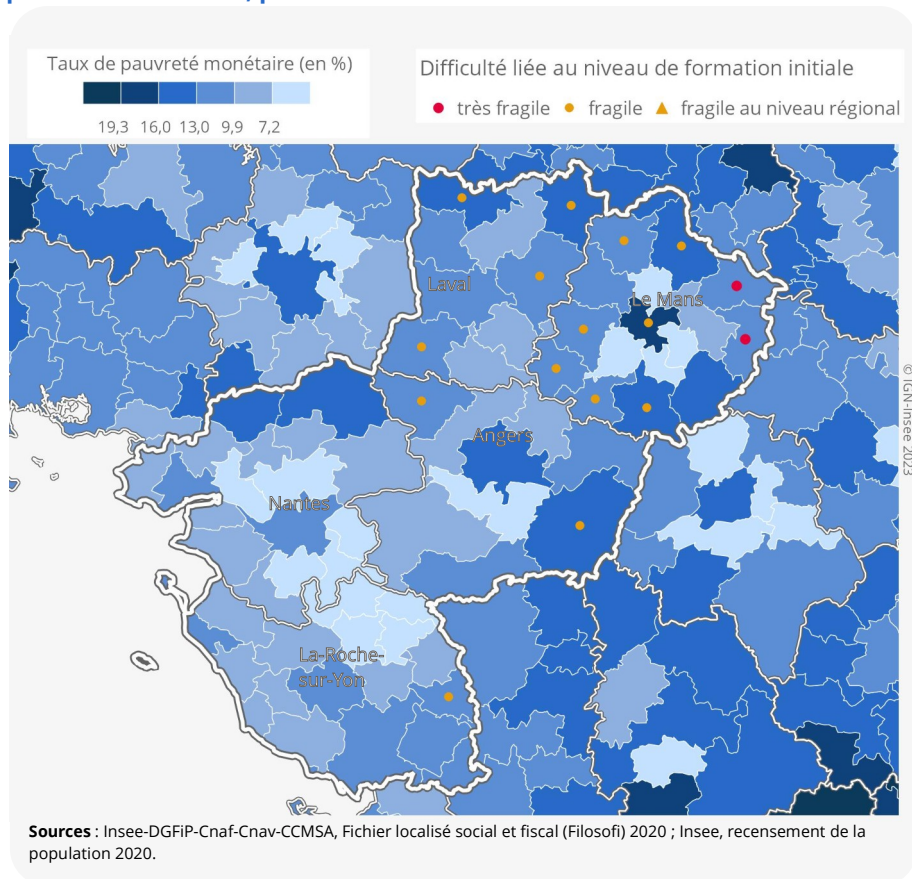 Taux de pauvreté monétaire (en %)
19,3 16,0 13,0 9,9 7,2
Difficulté liée au niveau de formation initiale
très fragile fragile fragile au niveau régional
Laval
Le Mans
Angers
Nantes
La-Roche-
sur-Yon
© IGN-Insee 2023
Sources : Insee-DGFiP-Cnaf-Cnav-CCMSA, Fichier localisé social et fiscal (Filosofi) 2020 ; Insee, recensement de la
population 2020.